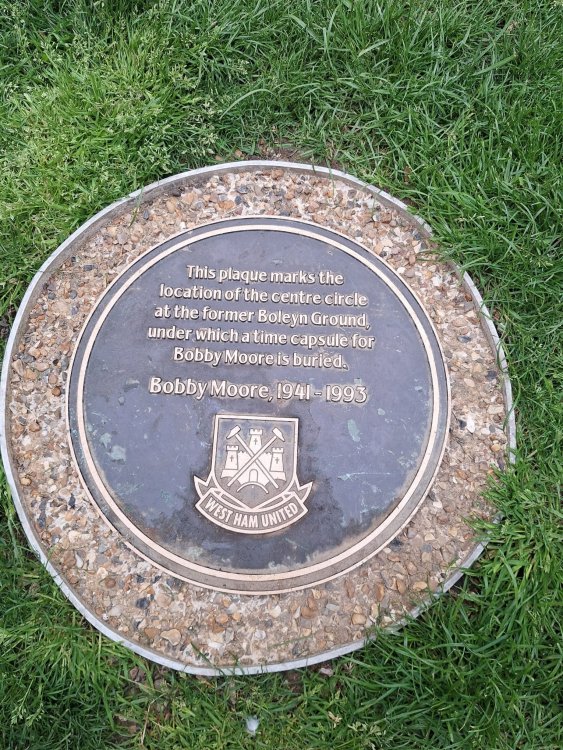 This plaque marks the
location of the centre circle
at the former Boleyn Ground,
under which a time capsule for
Bobby Moore is buried.
Bobby Moore, 1941 - 1993
WEST HAM UNITED